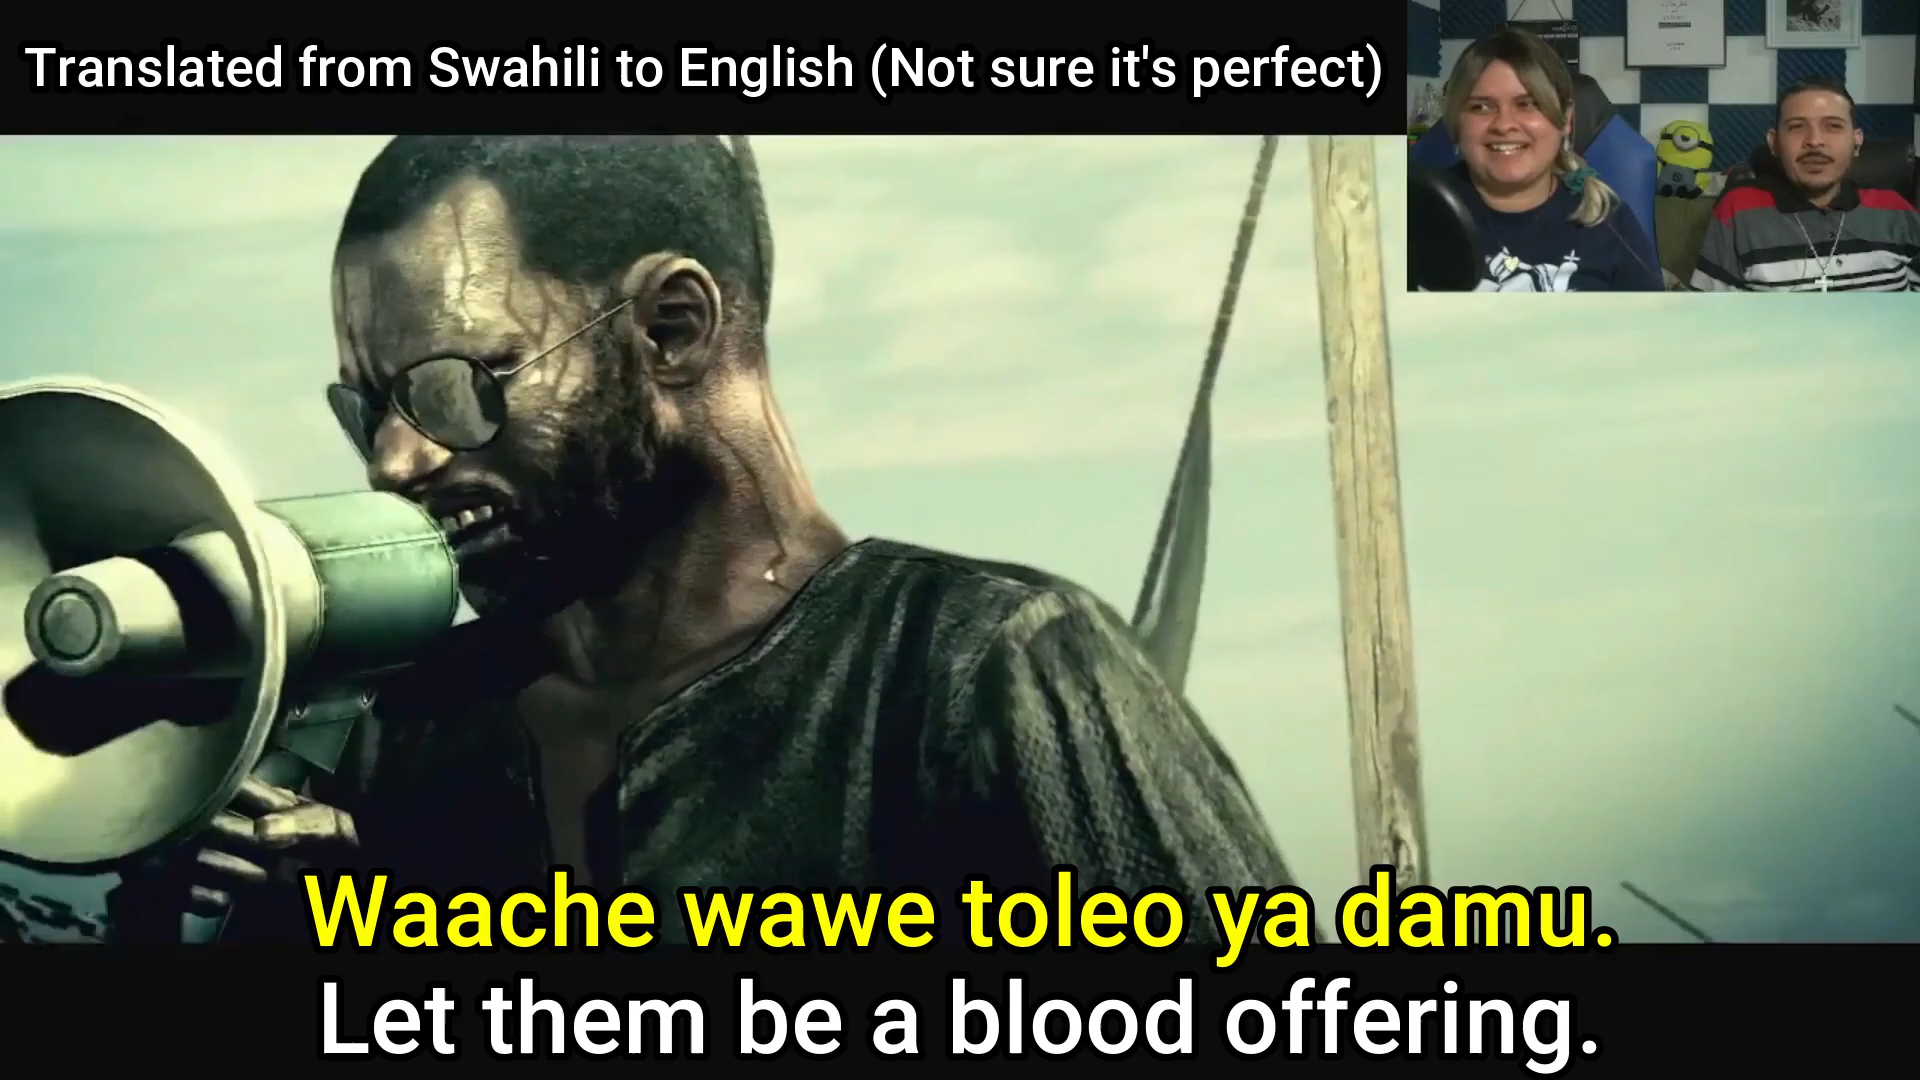 Translated from Swahili to English (Not sure it's perfect)
Waache wawe toleo ya damu.
Let them be a blood offering.